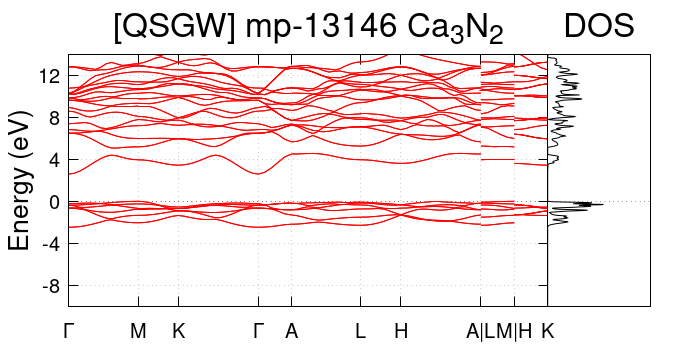 [QSGW] mp-13146 Ca₃N₂ DOS
Energy (eV)
12
8
4
0
-4
-8
Γ M K Γ A L H A|LM|H K